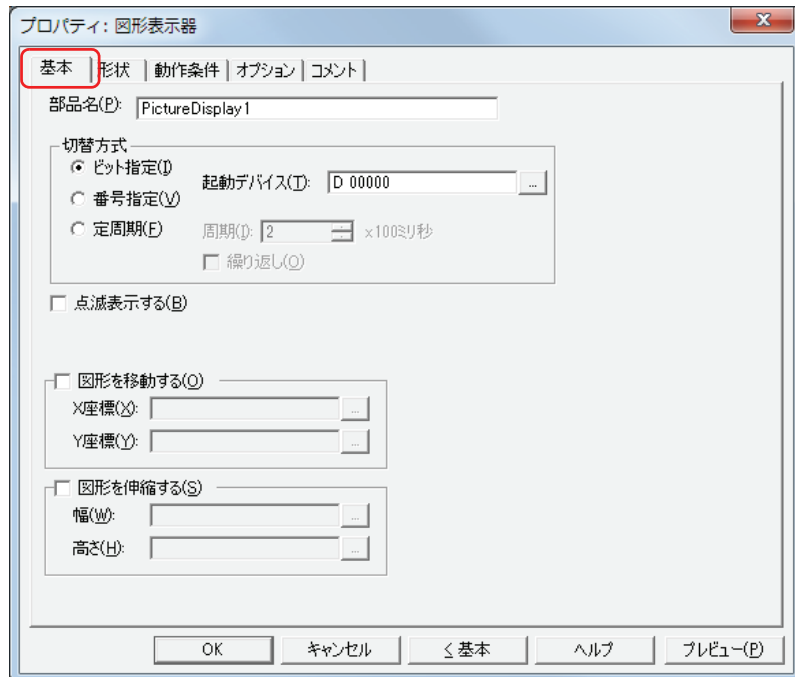 プロパティ: 図形表示器
基本 形状 動作条件 オプション コメント
部品名(P): PictureDisplay1
切替方式
ビット指定(I)
起動デバイス(T): D 00000 ...
番号指定(V)
定周期(F) 周期(I): 2 ×100ミリ秒
繰り返し(O)
点滅表示する(B)
図形を移動する(O)
X座標(X): ...
Y座標(Y): ...
図形を伸縮する(S)
幅(W): ...
高さ(H): ...
OK キャンセル < 基本 ヘルプ プレビュー(P)